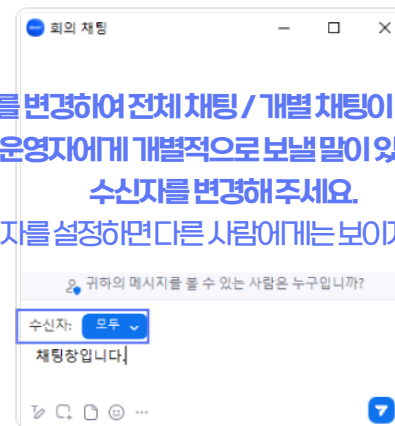 회의 채팅
를 변경하여 전체 채팅 / 개별 채팅이
운영자에게 개별적으로 보낼 말이 있
수신자를 변경해 주세요.
자를 설정하면 다른 사람에게는 보이지
귀하의 메시지를 볼 수 있는 사람은 누구입니까?
수신자: 모두
채팅창입니다.